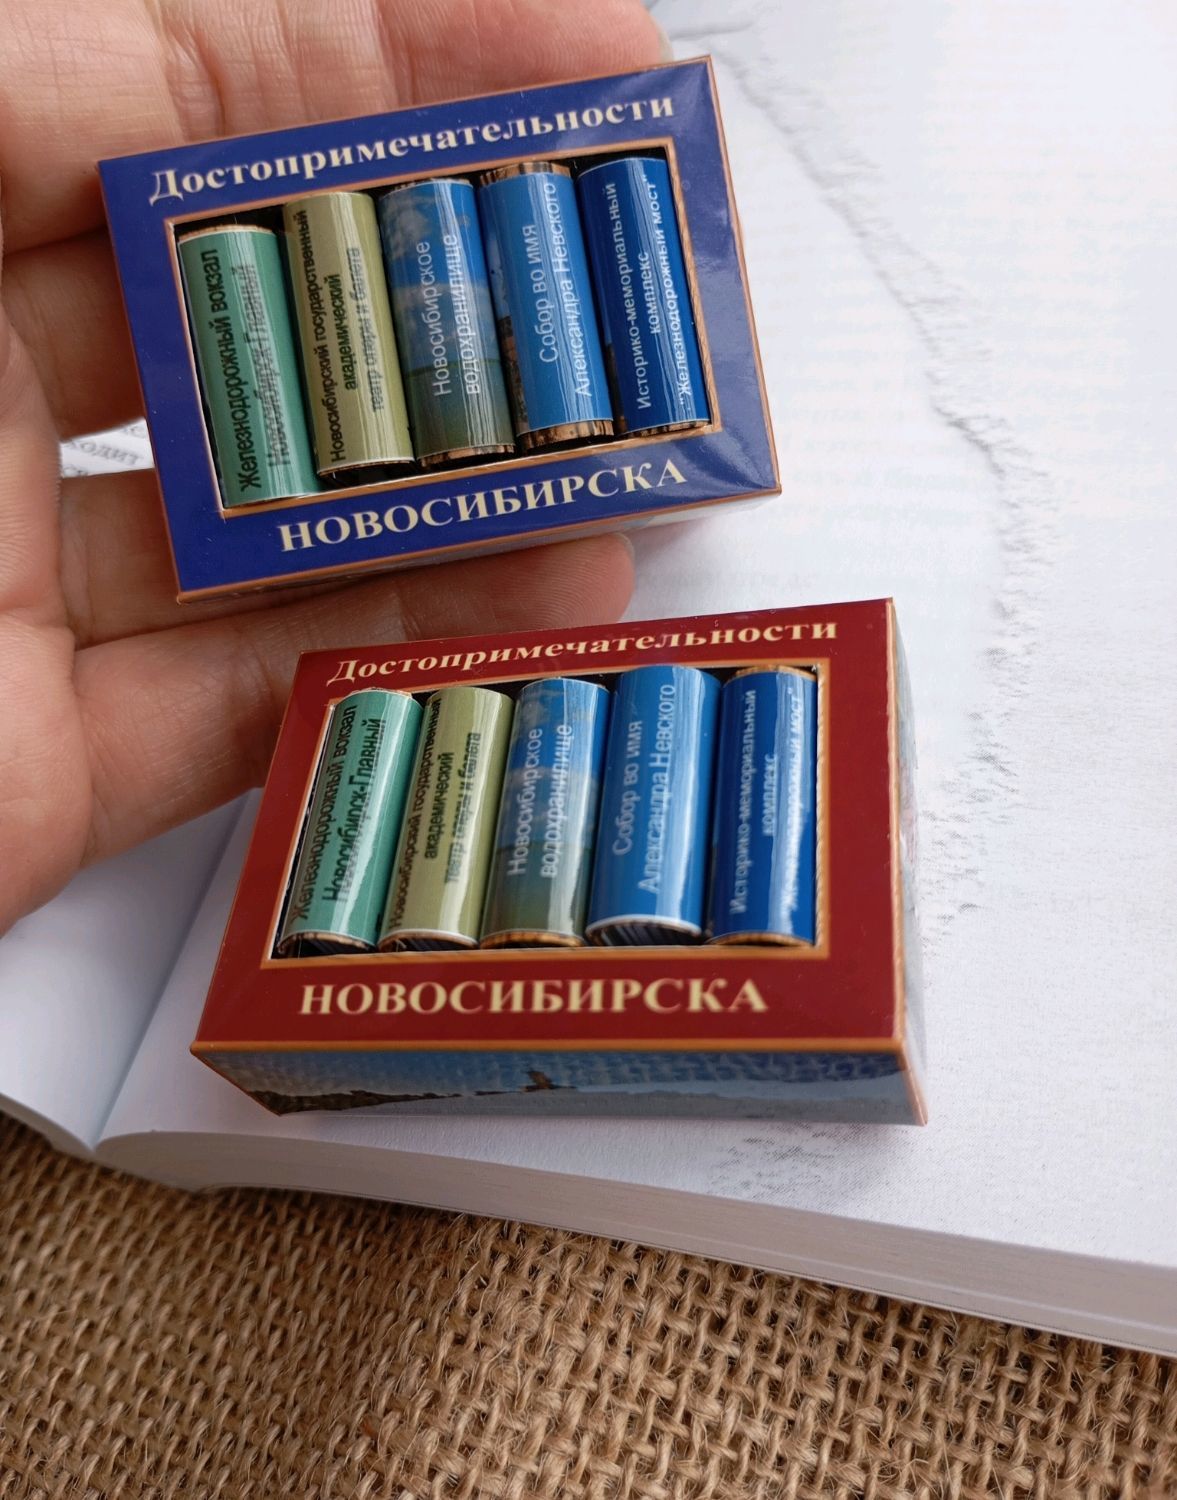 Достопримечательности
Железнодорожный вокзал
Новосибирск-Главный
Новосибирский государственный
академический
театр оперы и балета
Новосибирское
водохранилище
Собор во имя
Александра Невского
Историко-мемориальный
комплекс
"Железнодорожный мост"
НОВОСИБИРСКА
Достопримечательности
Железнодорожный вокзал
Новосибирск-Главный
Новосибирский государственный
академический
театр оперы и балета
Новосибирское
водохранилище
Собор во имя
Александра Невского
Историко-мемориальный
комплекс
"Железнодорожный мост"
НОВОСИБИРСКА